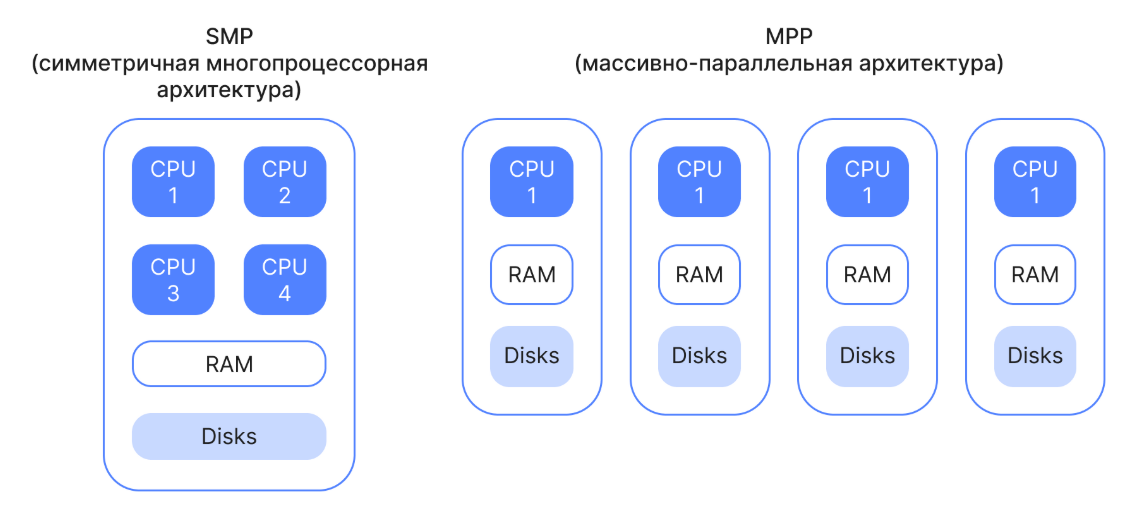 SMP
(симметричная многопроцессорная
архитектура)
CPU
1
CPU
2
CPU
3
CPU
4
RAM
Disks
MPP
(массивно-параллельная архитектура)
CPU
1
RAM
Disks
CPU
1
RAM
Disks
CPU
1
RAM
Disks
CPU
1
RAM
Disks